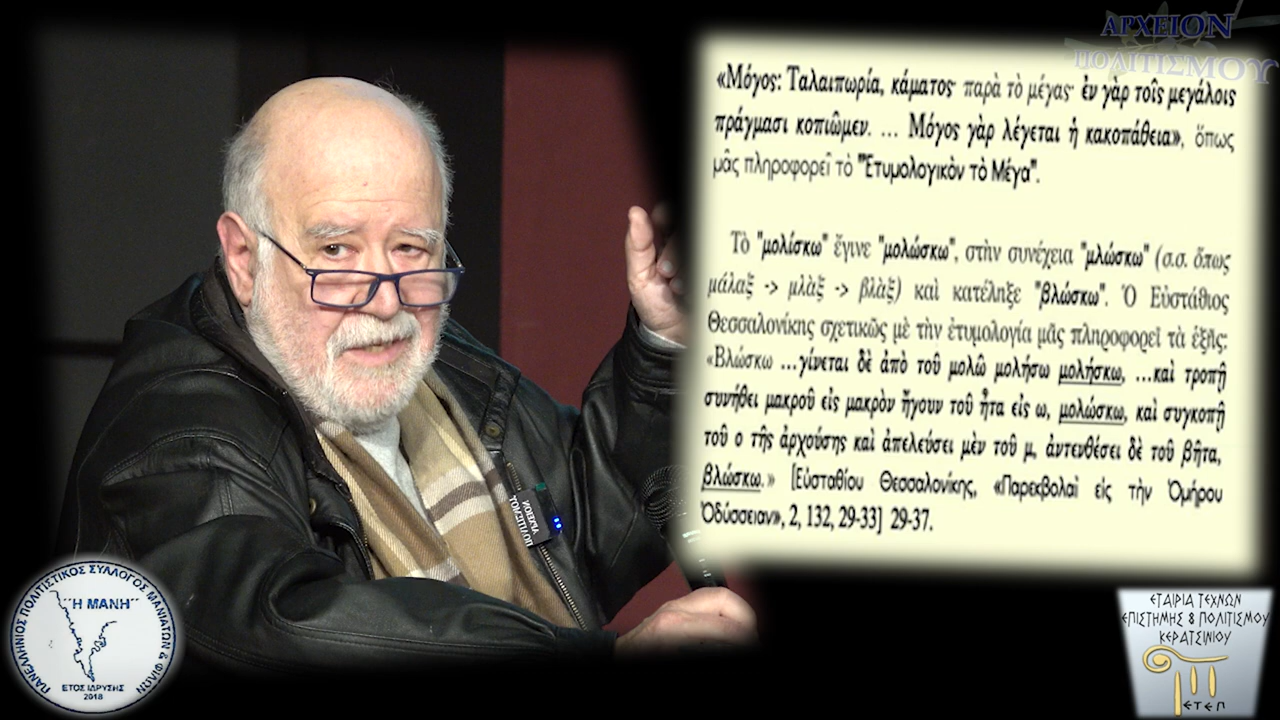 ΑΡΧΕΙΟΝ
ΠΟΛΙΤΙΣΜΟΥ
«Μόγος: Ταλαιπωρία, κάματος· παρὰ τὸ μέγας· ἐν γὰρ τοῖς μεγάλοις
πράγμασι κοπιῶμεν. ... Μόγος γὰρ λέγεται ἡ κακοπάθεια», ὅπως
μᾶς πληροφορεῖ τὸ "Ἐτυμολογικὸν τὸ Μέγα".
Τὸ "μολίσκω" ἔγινε "μολώσκω", στὴν συνέχεια "μλώσκω" (σ.σ. ὅπως
μάλαξ -> μλὰξ -> βλὰξ) καὶ κατέληξε "βλώσκω". Ὁ Εὐστάθιος
Θεσσαλονίκης σχετικῶς μὲ τὴν ἐτυμολογία μᾶς πληροφορεῖ τὰ ἑξῆς:
«Βλώσκω ...γίνεται δὲ ἀπὸ τοῦ μολῶ μολήσω μολήσκω, ...καὶ τροπῇ
συνήθει μακροῦ εἰς μακρὸν ἤγουν τοῦ ἦτα εἰς ω, μολώσκω, καὶ συγκοπῇ
τοῦ ο τῆς ἀρχούσης καὶ ἀπελεύσει μὲν τοῦ μ, ἀντενθέσει δὲ τοῦ βῆτα,
βλώσκω.» [Εὐσταθίου Θεσσαλονίκης, «Παρεκβολαὶ εἰς τὴν Ὁμήρου
Ὀδύσσειαν», 2, 132, 29-33] 29-37.
ΑΡΧΕΙΟΝ
ΠΟΛΙΤΙΣΜΟΥ
ΠΑΝΕΛΛΗΝΙΟΣ ΠΟΛΙΤΙΣΤΙΚΟΣ ΣΥΛΛΟΓΟΣ ΜΑΝΙΑΤΩΝ & ΦΙΛΩΝ
"Η ΜΑΝΗ"
ΕΤΟΣ ΙΔΡΥΣΗΣ
2018
ΕΤΑΙΡΙΑ ΤΕΧΝΩΝ
ΕΠΙΣΤΗΜΗΣ & ΠΟΛΙΤΙΣΜΟΥ
ΚΕΡΑΤΣΙΝΙΟΥ
ΕΤΕΠ